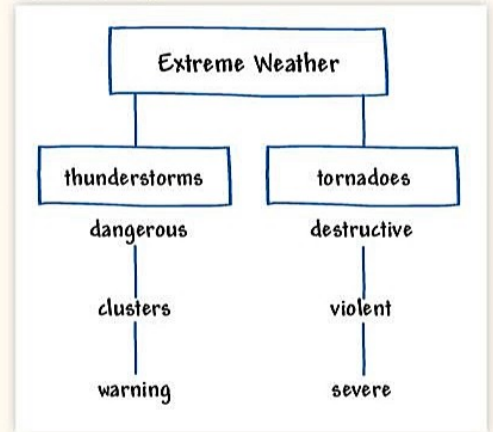 Extreme Weather
thunderstorms
tornadoes
dangerous
destructive
clusters
violent
warning
severe